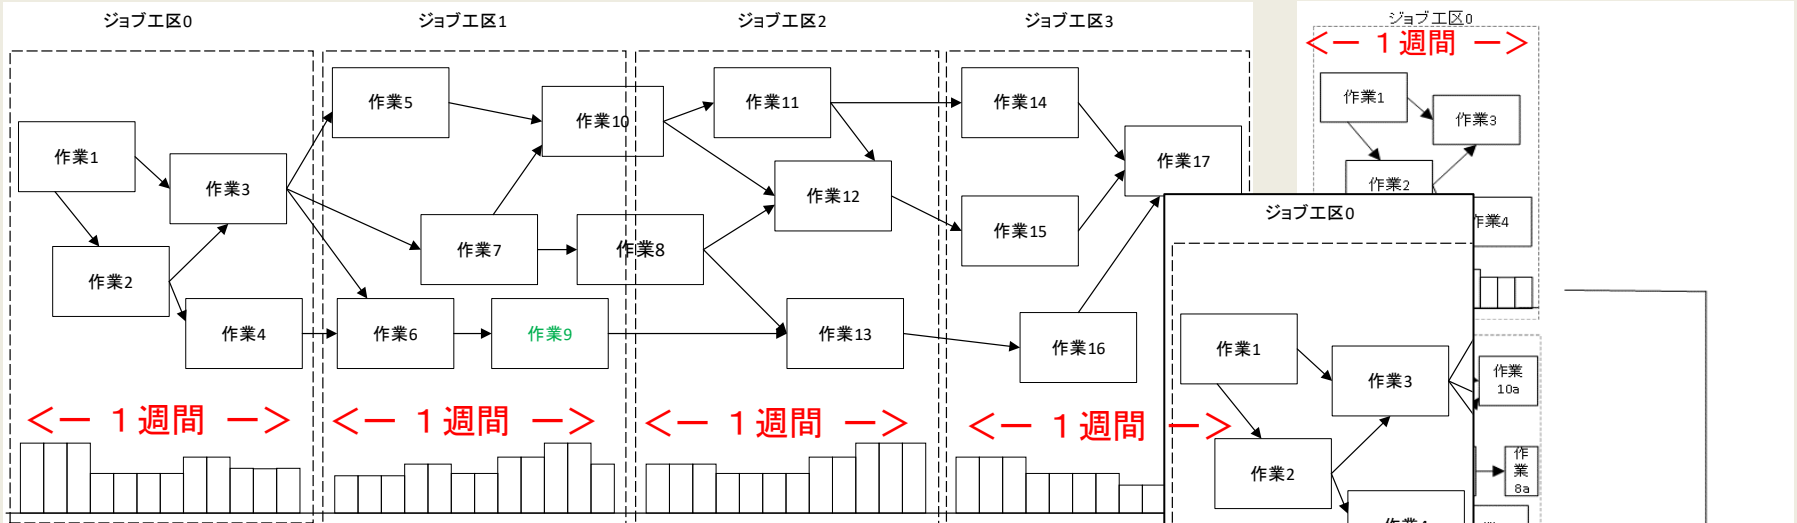 ジョブ工区0
ジョブ工区1
ジョブ工区2
ジョブ工区3
作業1
作業2
作業3
作業4
作業5
作業6
作業7
作業8
作業9
作業10
作業11
作業12
作業13
作業14
作業15
作業16
作業17
<ー 1週間 ー>
<ー 1週間 ー>
<ー 1週間 ー>
<ー 1週間 ー>
ジョブ工区0
<ー 1週間 ー>
作業1
作業3
作業2
作業4
作業
10a
作
業
8a
ジョブ工区0
作業1
作業3
作業2